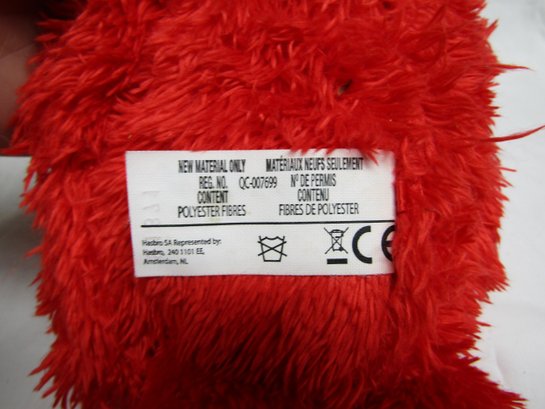 NEW MATERIAL ONLY MATÉRIAUX NEUFS SEULEMENT
REG. NO. QC-007699 Nº DE PERMIS
CONTENT CONTENU
POLYESTER FIBRES FIBRES DE POLYESTER
Hasbro SA Represented by:
Hasbro, 240 1101 EE,
Amsterdam, NL
CE